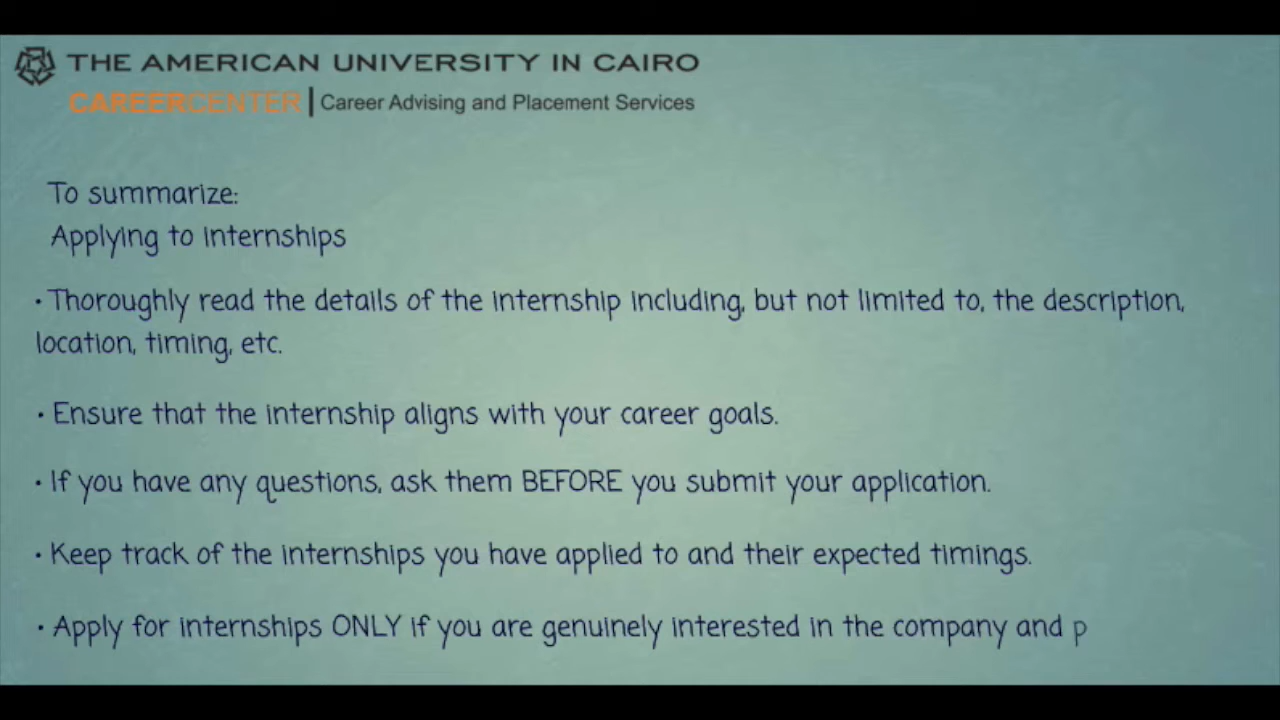 THE AMERICAN UNIVERSITY IN CAIRO
CAREERCENTER | Career Advising and Placement Services
To summarize:
Applying to internships
• Thoroughly read the details of the internship including, but not limited to, the description,
location, timing, etc.
• Ensure that the internship aligns with your career goals.
• If you have any questions, ask them BEFORE you submit your application.
• Keep track of the internships you have applied to and their expected timings.
• Apply for internships ONLY if you are genuinely interested in the company and p